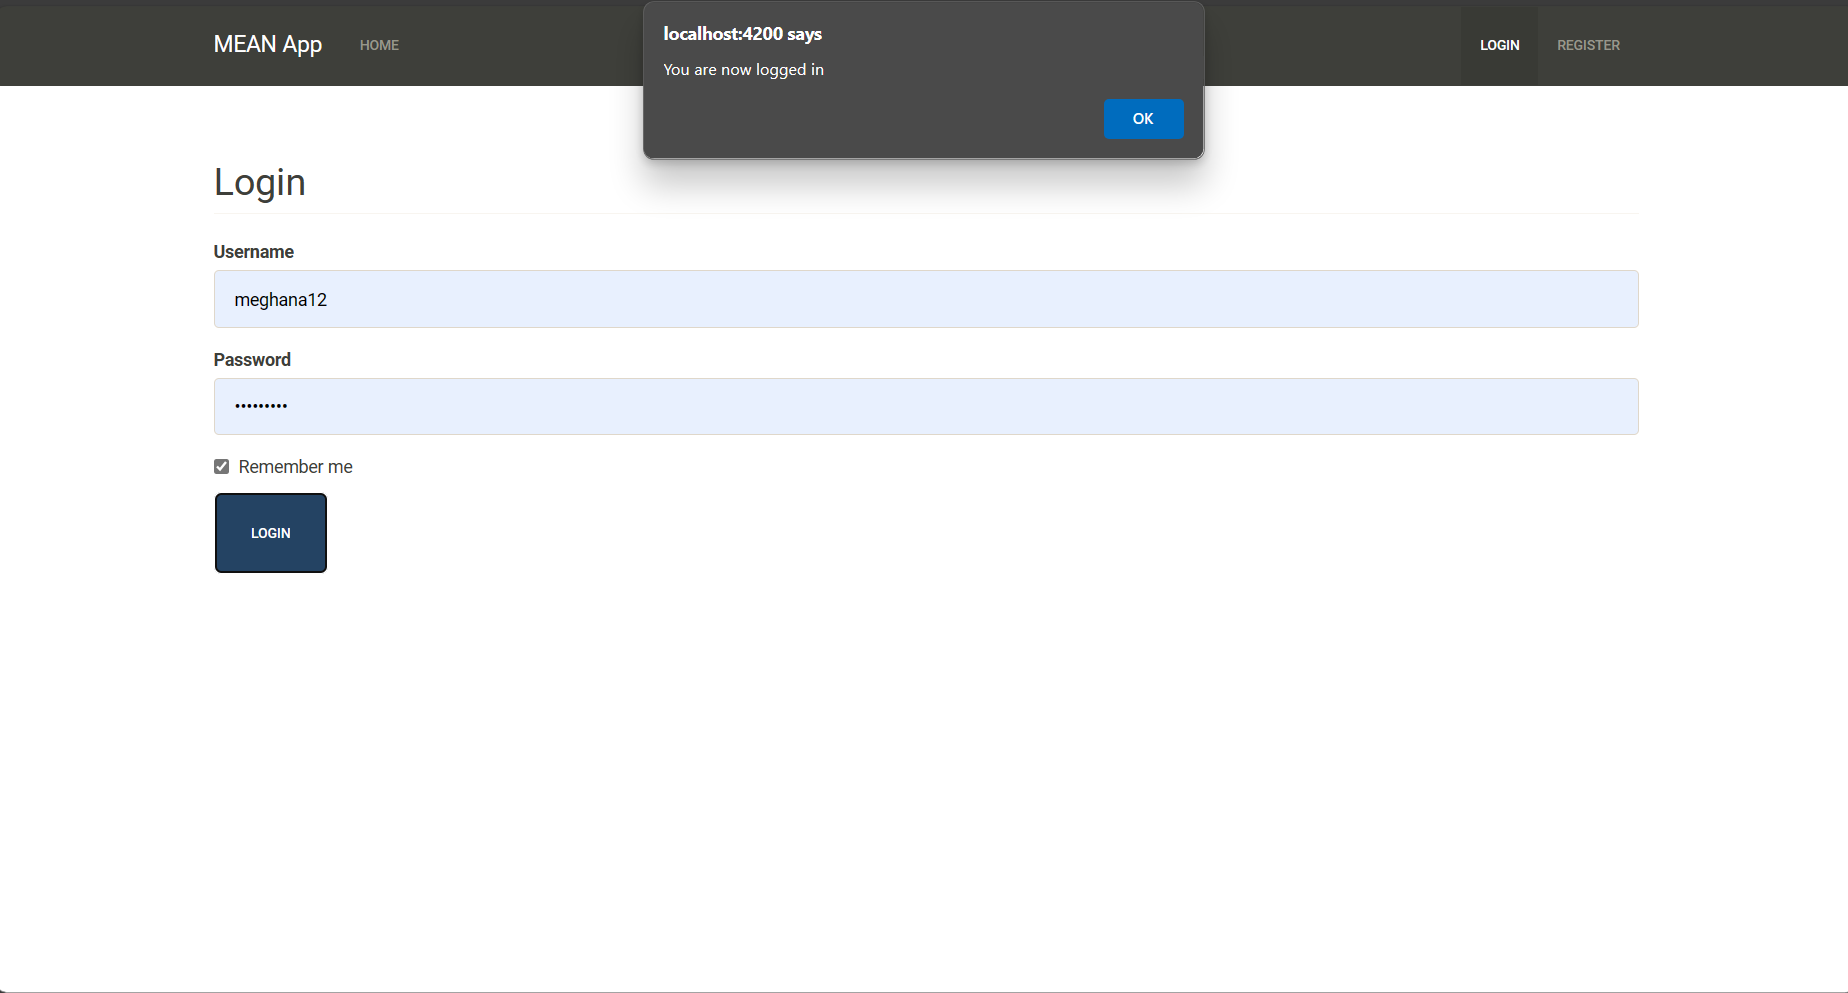 MEAN App
HOME
localhost:4200 says
You are now logged in
OK
LOGIN
REGISTER
Login
Username
meghana12
Password
•••••••••
Remember me
LOGIN